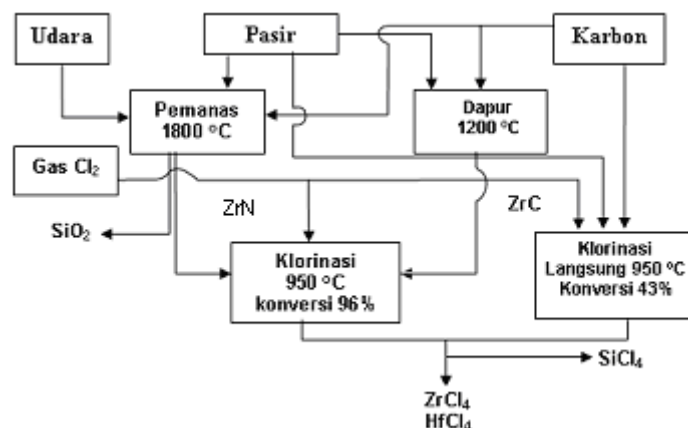 Udara
Pasir
Karbon
Pemanas
1800 °C
Dapur
1200 °C
Gas Cl₂
ZrN
ZrC
SiO₂
Klorinasi
950 °C
konversi 96%
Klorinasi
Langsung 950 °C
Konversi 43%
SiCl₄
ZrCl₄
HfCl₄